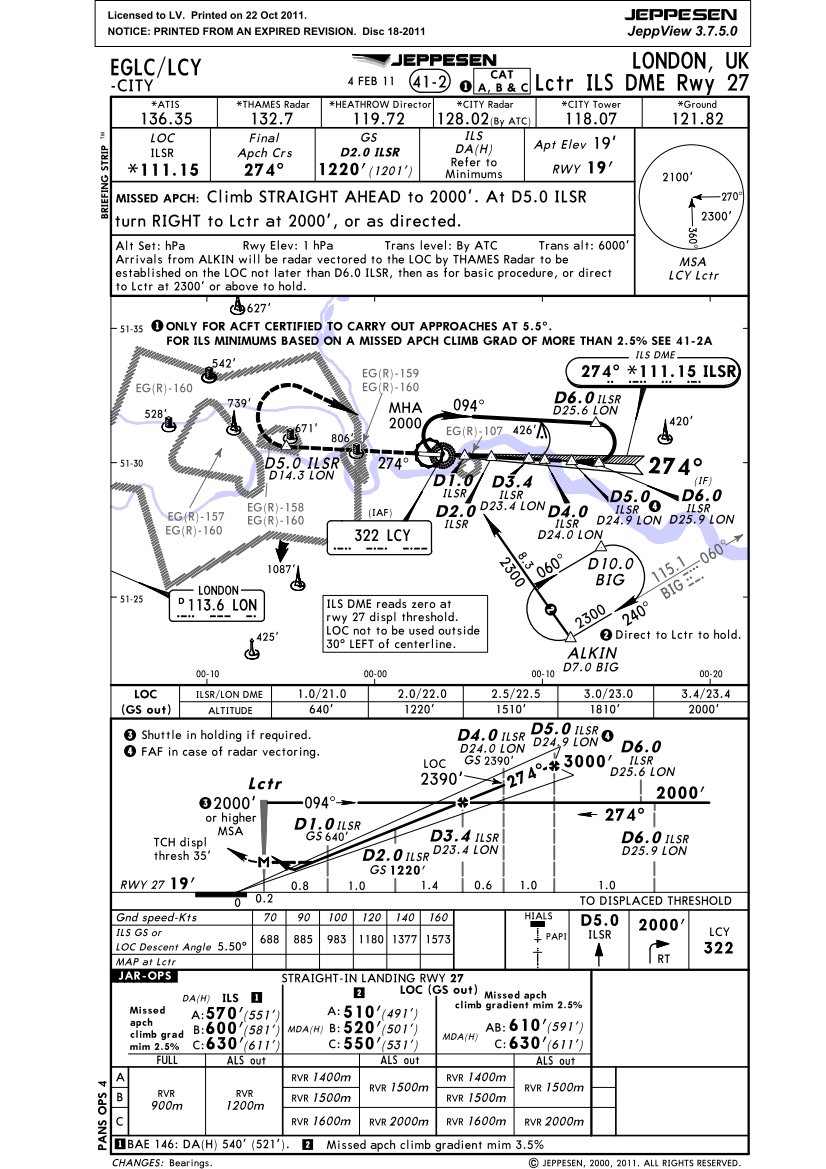 Licensed to LV. Printed on 22 Oct 2011.
NOTICE: PRINTED FROM AN EXPIRED REVISION. Disc 18-2011
JEPPESEN
JeppView 3.7.5.0
EGLC/LCY
-CITY
JEPPESEN
4 FEB 11
41-2
1 CAT A, B & C
LONDON, UK
Lctr ILS DME Rwy 27
BRIEFING STRIP ™
*ATIS
136.35
*THAMES Radar
132.7
*HEATHROW Director
119.72
*CITY Radar
128.02(By ATC)
*CITY Tower
118.07
*Ground
121.82
LOC
ILSR
*111.15
Final
Apch Crs
274°
GS
D2.0 ILSR
1220' (1201')
ILS
DA(H)
Refer to
Minimums
Apt Elev 19'
RWY 19'
2100'
270°
2300'
360°
MSA
LCY Lctr
MISSED APCH: Climb STRAIGHT AHEAD to 2000'. At D5.0 ILSR
turn RIGHT to Lctr at 2000', or as directed.
Alt Set: hPa Rwy Elev: 1 hPa Trans level: By ATC Trans alt: 6000'
Arrivals from ALKIN will be radar vectored to the LOC by THAMES Radar to be
established on the LOC not later than D6.0 ILSR, then as for basic procedure, or direct
to Lctr at 2300' or above to hold.
627'
51-35
1 ONLY FOR ACFT CERTIFIED TO CARRY OUT APPROACHES AT 5.5°.
FOR ILS MINIMUMS BASED ON A MISSED APCH CLIMB GRAD OF MORE THAN 2.5% SEE 41-2A
ILS DME
274° *111.15 ILSR
542'
EG(R)-160
EG(R)-159
EG(R)-160
528'
739'
671'
806'
MHA
2000
094°
D6.0 ILSR
D25.6 LON
EG(R)-107
426'
420'
51-30
D5.0 ILSR
D14.3 LON
274°
274°
D1.0
ILSR
D2.0
ILSR
D3.4
ILSR
D23.4 LON
D4.0
ILSR
D24.0 LON
D5.0 4
ILSR
D24.9 LON
(IF)
D6.0
ILSR
D25.9 LON
EG(R)-157
EG(R)-160
EG(R)-158
EG(R)-160
(IAF)
322 LCY
1087'
8.3
2300
060°
D10.0
BIG
115.1
BIG
060°
240°
2300
51-25
LONDON
D 113.6 LON
ILS DME reads zero at
rwy 27 displ threshold.
LOC not to be used outside
30° LEFT of centerline.
2 Direct to Lctr to hold.
425'
ALKIN
D7.0 BIG
00-10
00-00
00-10
00-20
LOC
(GS out)
ILSR/LON DME 1.0/21.0 2.0/22.0 2.5/22.5 3.0/23.0 3.4/23.4
ALTITUDE 640' 1220' 1510' 1810' 2000'
3 Shuttle in holding if required.
4 FAF in case of radar vectoring.
D4.0 ILSR
D24.0 LON
GS 2390'
D5.0 ILSR 4
D24.9 LON
D6.0
ILSR
D25.6 LON
LOC
2390'
274°
3000'
Lctr
3 2000'
or higher
MSA
094°
2000'
274°
D1.0 ILSR
GS 640'
D3.4 ILSR
D23.4 LON
D6.0
ILSR
D25.9 LON
TCH displ
thresh 35'
M
D2.0 ILSR
GS 1220'
RWY 27 19'
0.8 1.0 1.4 0.6 1.0 1.0
0 0.2
TO DISPLACED THRESHOLD
Gnd speed-Kts 70 90 100 120 140 160
ILS GS or
LOC Descent Angle 5.50° 688 885 983 1180 1377 1573
MAP at Lctr
HIALS
PAPI
D5.0
ILSR
2000'
RT
LCY
322
JAR-OPS
STRAIGHT-IN LANDING RWY 27
DA(H) ILS 1
Missed
apch
climb grad
mim 2.5%
A: 570' (551')
B: 600' (581')
C: 630' (611')
LOC (GS out)
2
MDA(H)
A: 510' (491')
B: 520' (501')
C: 550' (531')
Missed apch
climb gradient mim 2.5%
MDA(H)
AB: 610' (591')
C: 630' (611')
FULL ALS out ALS out ALS out
A
B
C
RVR
900m
RVR
1200m
RVR 1400m
RVR 1500m
RVR 1600m
RVR 1500m
RVR 2000m
RVR 1400m
RVR 1500m
RVR 1600m
RVR 1500m
RVR 2000m
PANS OPS 4
1 BAE 146: DA(H) 540' (521'). 2 Missed apch climb gradient mim 3.5%
CHANGES: Bearings.
© JEPPESEN, 2000, 2011. ALL RIGHTS RESERVED.